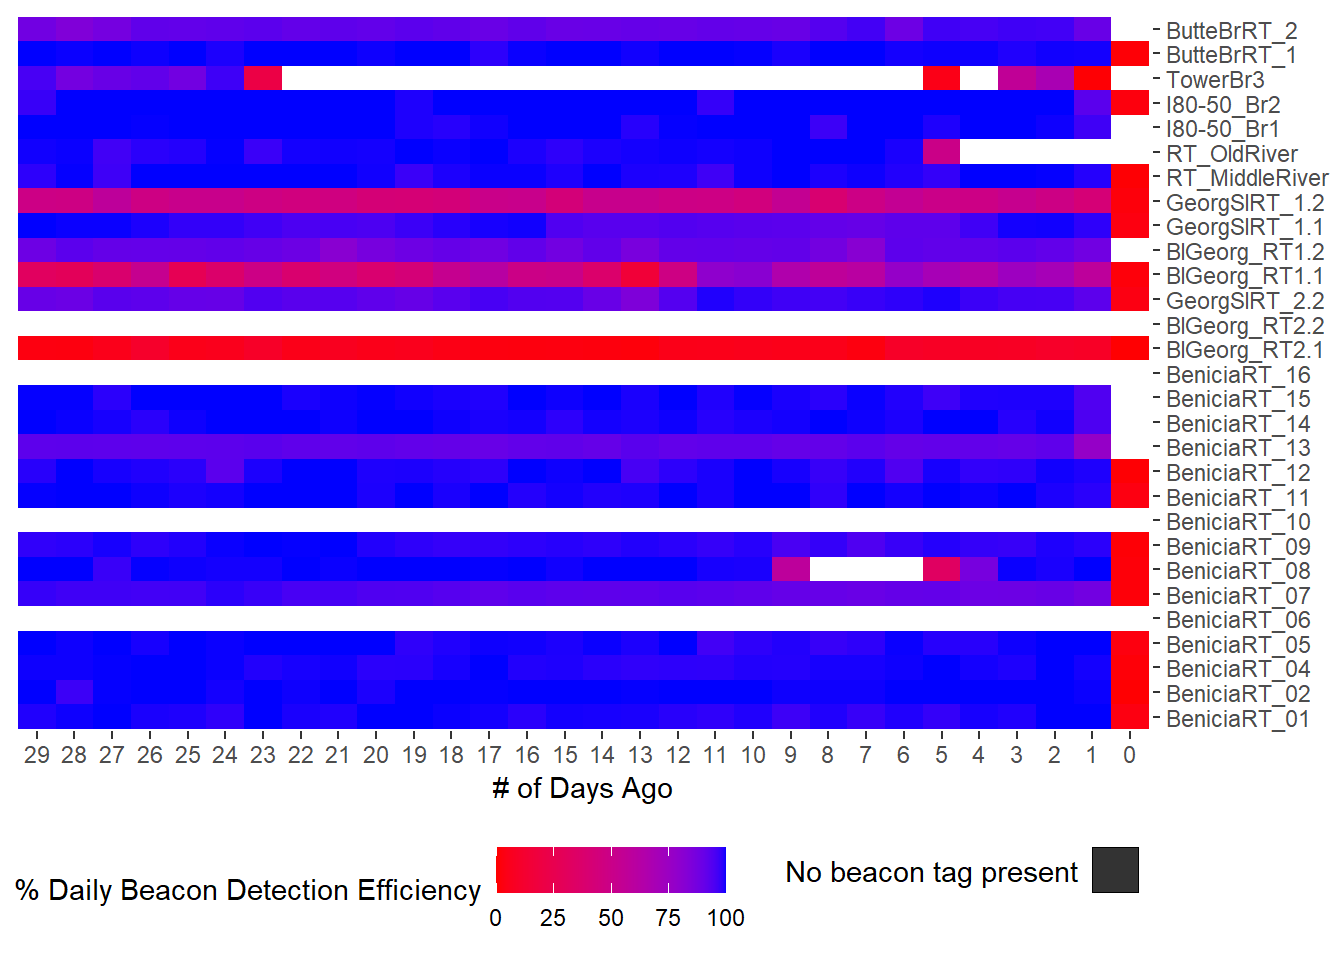 ButteBrRT_2
ButteBrRT_1
TowerBr3
I80-50_Br2
I80-50_Br1
RT_OldRiver
RT_MiddleRiver
GeorgSlRT_1.2
GeorgSlRT_1.1
BlGeorg_RT1.2
BlGeorg_RT1.1
GeorgSlRT_2.2
BlGeorg_RT2.2
BlGeorg_RT2.1
BeniciaRT_16
BeniciaRT_15
BeniciaRT_14
BeniciaRT_13
BeniciaRT_12
BeniciaRT_11
BeniciaRT_10
BeniciaRT_09
BeniciaRT_08
BeniciaRT_07
BeniciaRT_06
BeniciaRT_05
BeniciaRT_04
BeniciaRT_02
BeniciaRT_01
29 28 27 26 25 24 23 22 21 20 19 18 17 16 15 14 13 12 11 10 9 8 7 6 5 4 3 2 1 0
# of Days Ago
% Daily Beacon Detection Efficiency
0 25 50 75 100
No beacon tag present